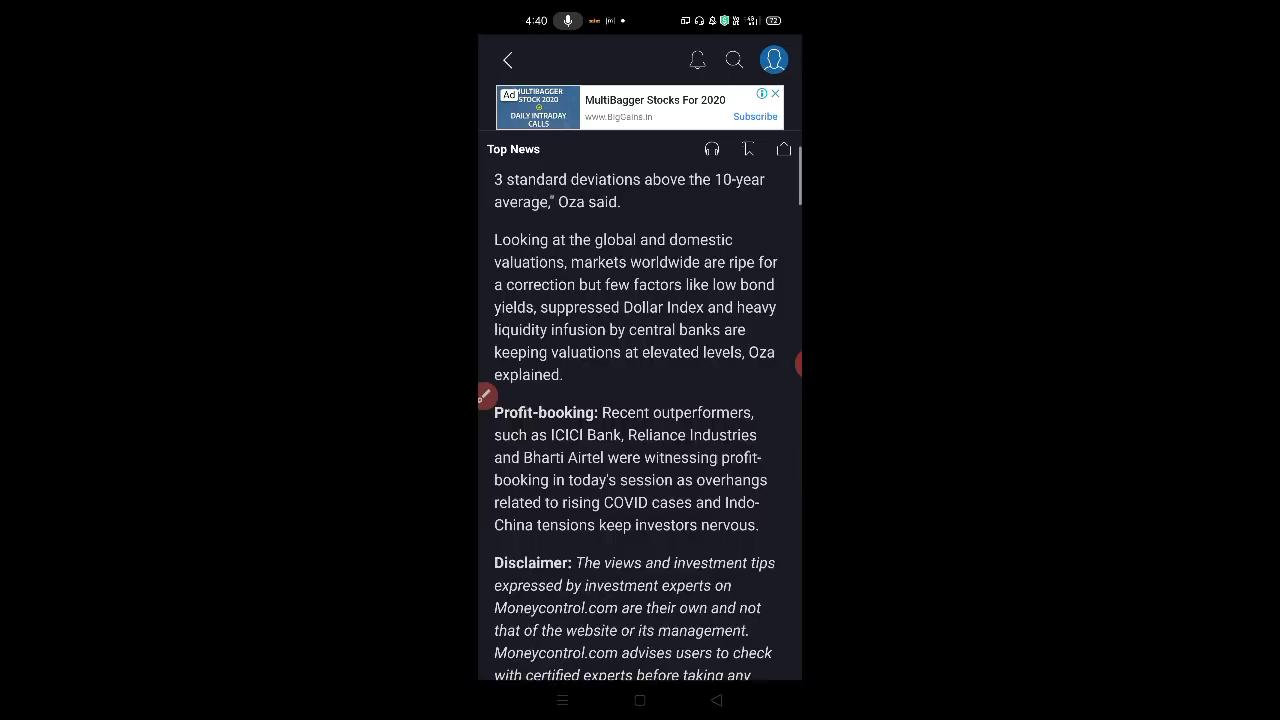 4:40
72
Ad
MULTIBAGGER
STOCK 2020
DAILY INTRADAY
CALLS
MultiBagger Stocks For 2020
www.BigGains.in
Subscribe
Top News
3 standard deviations above the 10-year
average," Oza said.
Looking at the global and domestic
valuations, markets worldwide are ripe for
a correction but few factors like low bond
yields, suppressed Dollar Index and heavy
liquidity infusion by central banks are
keeping valuations at elevated levels, Oza
explained.
Profit-booking: Recent outperformers,
such as ICICI Bank, Reliance Industries
and Bharti Airtel were witnessing profit-
booking in today's session as overhangs
related to rising COVID cases and Indo-
China tensions keep investors nervous.
Disclaimer: The views and investment tips
expressed by investment experts on
Moneycontrol.com are their own and not
that of the website or its management.
Moneycontrol.com advises users to check
with certified experts before taking any